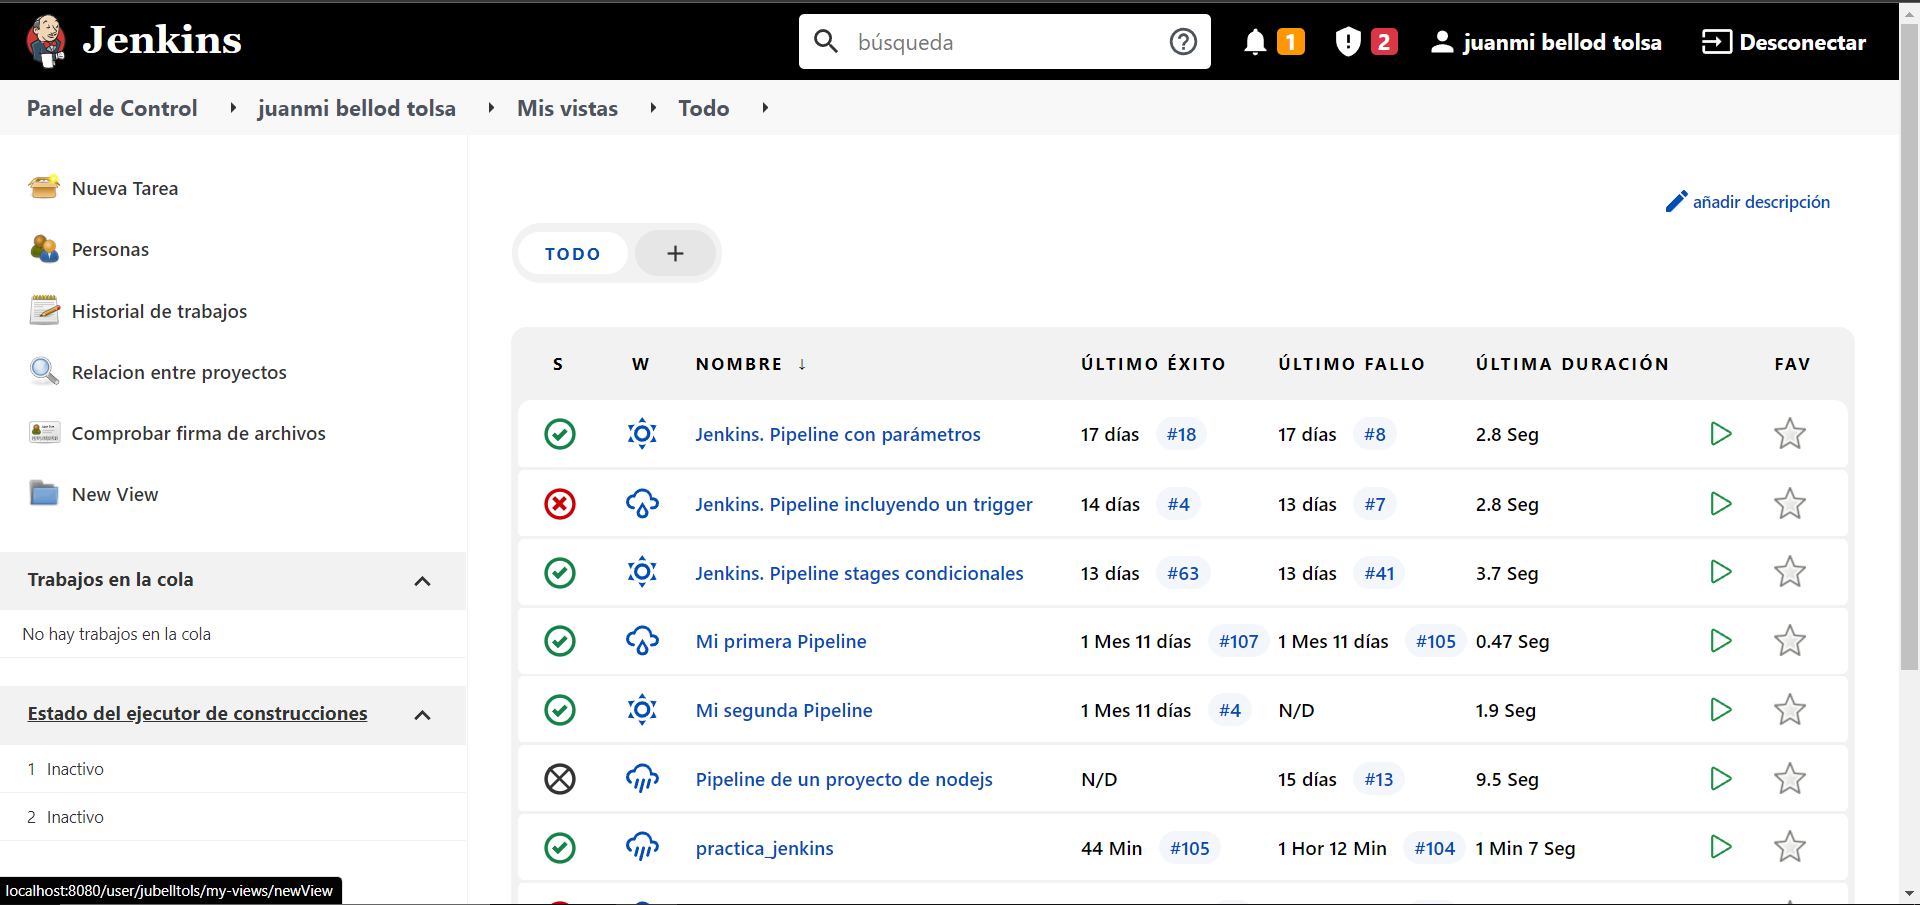 Jenkins
búsqueda
1
2
juanmi bellod tolsa
Desconectar
Panel de Control
juanmi bellod tolsa
Mis vistas
Todo
Nueva Tarea
Personas
Historial de trabajos
Relacion entre proyectos
Comprobar firma de archivos
New View
Trabajos en la cola
No hay trabajos en la cola
Estado del ejecutor de construcciones
1 Inactivo
2 Inactivo
localhost:8080/user/jubelltols/my-views/newView
añadir descripción
TODO +
S W NOMBRE ↓ ÚLTIMO ÉXITO ÚLTIMO FALLO ÚLTIMA DURACIÓN FAV
Jenkins. Pipeline con parámetros 17 días #18 17 días #8 2.8 Seg
Jenkins. Pipeline incluyendo un trigger 14 días #4 13 días #7 2.8 Seg
Jenkins. Pipeline stages condicionales 13 días #63 13 días #41 3.7 Seg
Mi primera Pipeline 1 Mes 11 días #107 1 Mes 11 días #105 0.47 Seg
Mi segunda Pipeline 1 Mes 11 días #4 N/D 1.9 Seg
Pipeline de un proyecto de nodejs N/D 15 días #13 9.5 Seg
practica_jenkins 44 Min #105 1 Hor 12 Min #104 1 Min 7 Seg